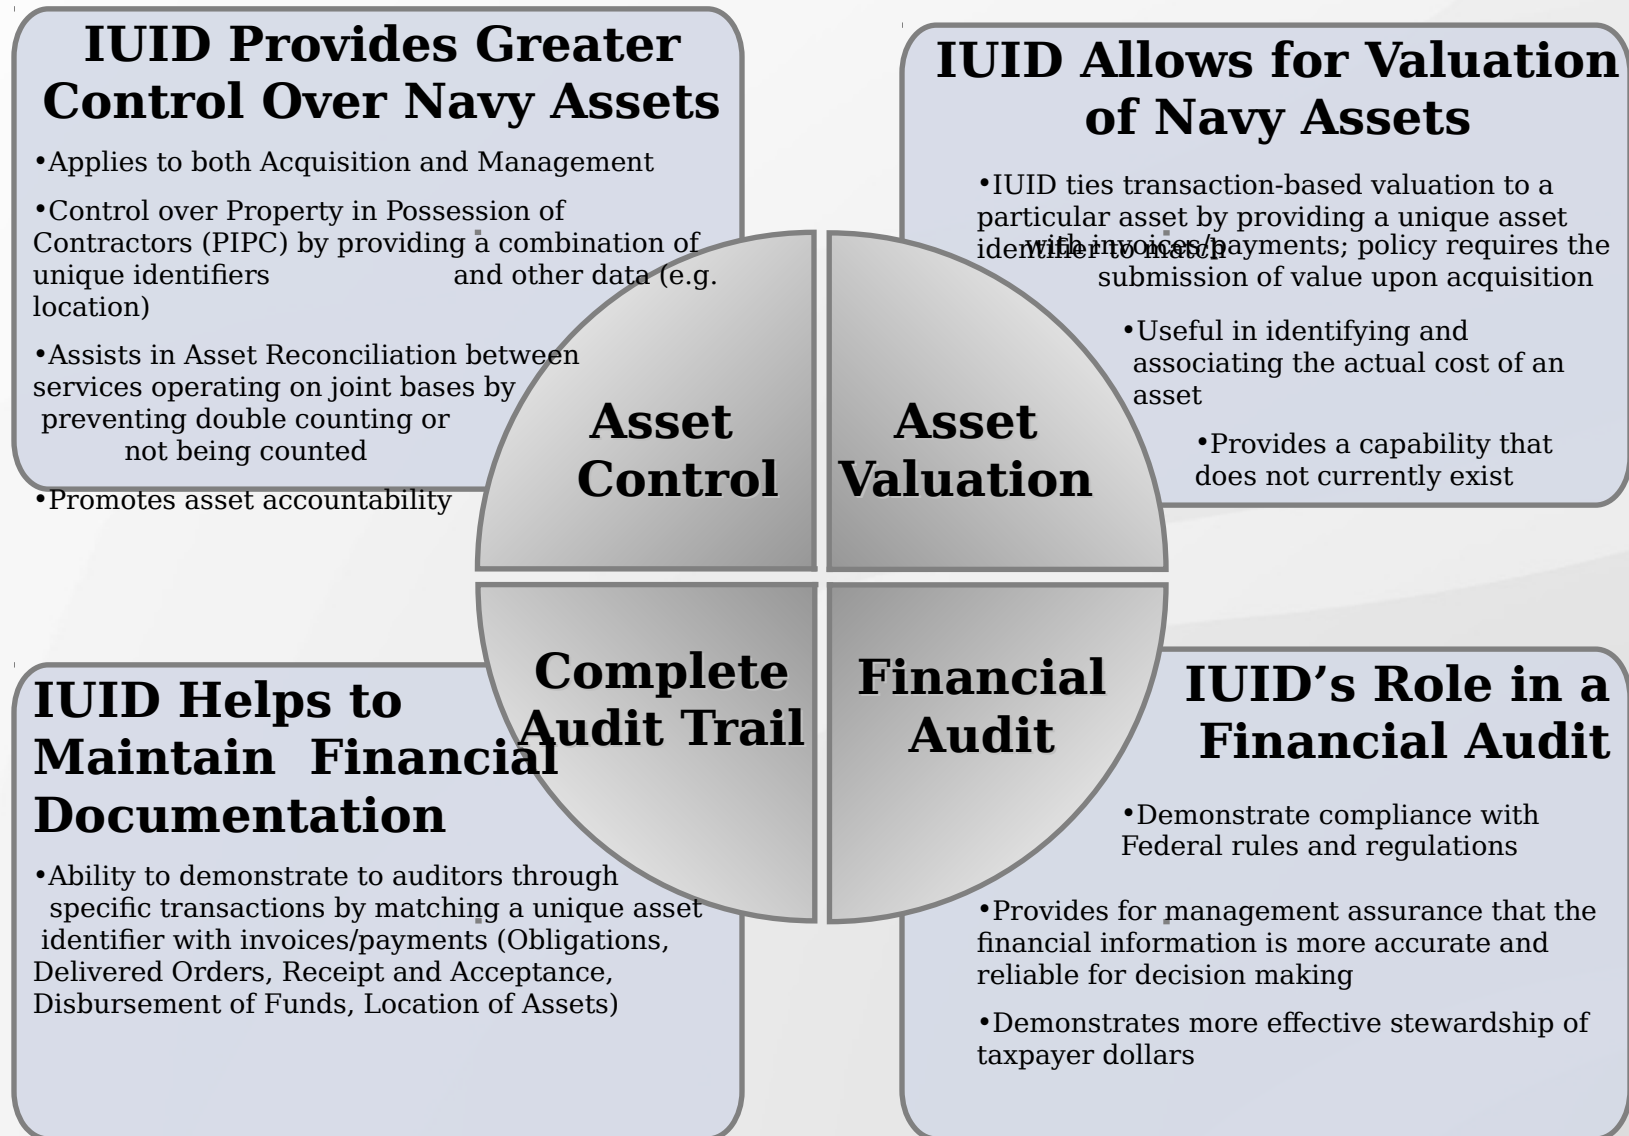 IUID Provides Greater
Control Over Navy Assets
•Applies to both Acquisition and Management
•Control over Property in Possession of
Contractors (PIPC) by providing a combination of
unique identifiers and other data (e.g.
location)
•Assists in Asset Reconciliation between
services operating on joint bases by
preventing double counting or
not being counted
•Promotes asset accountability
IUID Allows for Valuation
of Navy Assets
•IUID ties transaction-based valuation to a
particular asset by providing a unique asset
identifier to match
with invoices/payments; policy requires the
submission of value upon acquisition
•Useful in identifying and
associating the actual cost of an
asset
•Provides a capability that
does not currently exist
Asset
Control
Asset
Valuation
Complete
Audit Trail
Financial
Audit
IUID Helps to
Maintain  Financial
Documentation
•Ability to demonstrate to auditors through
specific transactions by matching a unique asset
identifier with invoices/payments (Obligations,
Delivered Orders, Receipt and Acceptance,
Disbursement of Funds, Location of Assets)
IUID’s Role in a
Financial Audit
•Demonstrate compliance with
Federal rules and regulations
•Provides for management assurance that the
financial information is more accurate and
reliable for decision making
•Demonstrates more effective stewardship of
taxpayer dollars